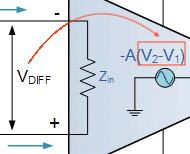 -
-A(V2-V1)
VDIFF
Zin
+